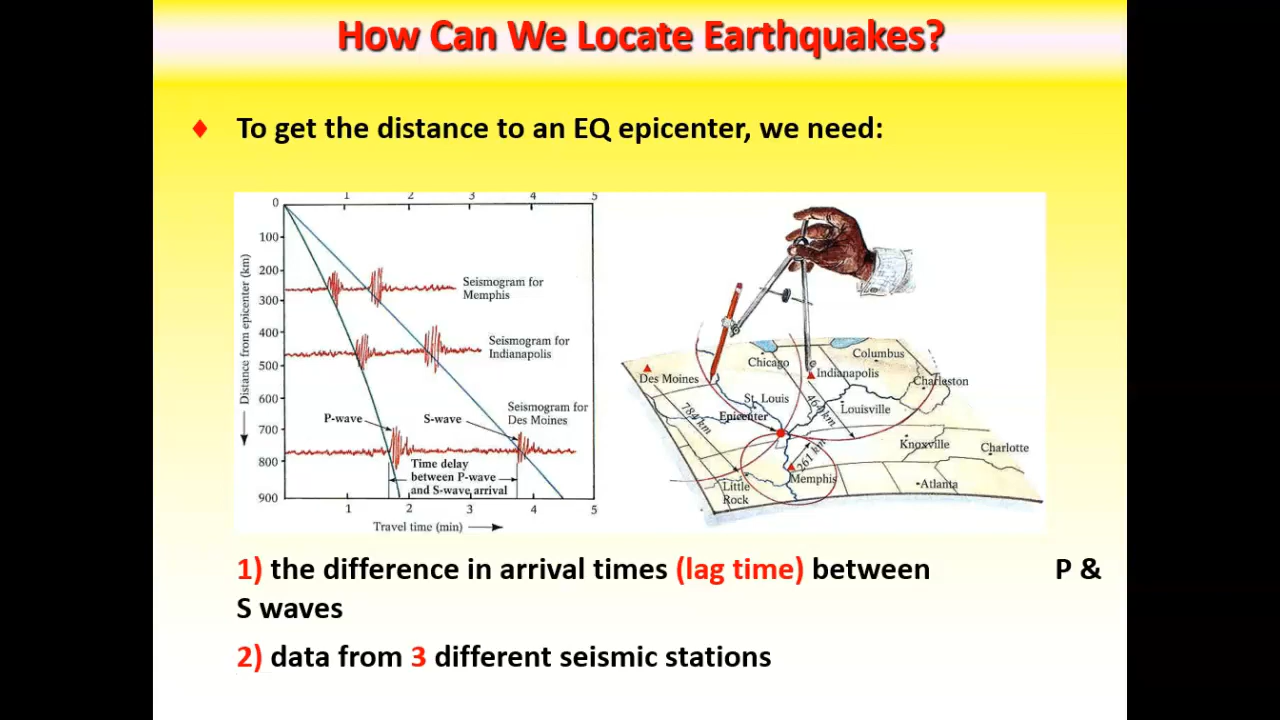 How Can We Locate Earthquakes?
♦ To get the distance to an EQ epicenter, we need:
1 2 3 4 5
0
100
200
300
400
500
600
700
800
900
Distance from epicenter (km)
Seismogram for
Memphis
Seismogram for
Indianapolis
Seismogram for
Des Moines
P-wave
S-wave
Time delay
between P-wave
and S-wave arrival
1 2 3 4 5
Travel time (min)
Chicago
Columbus
Des Moines
Indianapolis
Charleston
St. Louis
Epicenter
Louisville
784 km
Knoxville
Charlotte
261 km
Memphis
Little
Rock
Atlanta
1) the difference in arrival times (lag time) between P &
S waves
2) data from 3 different seismic stations